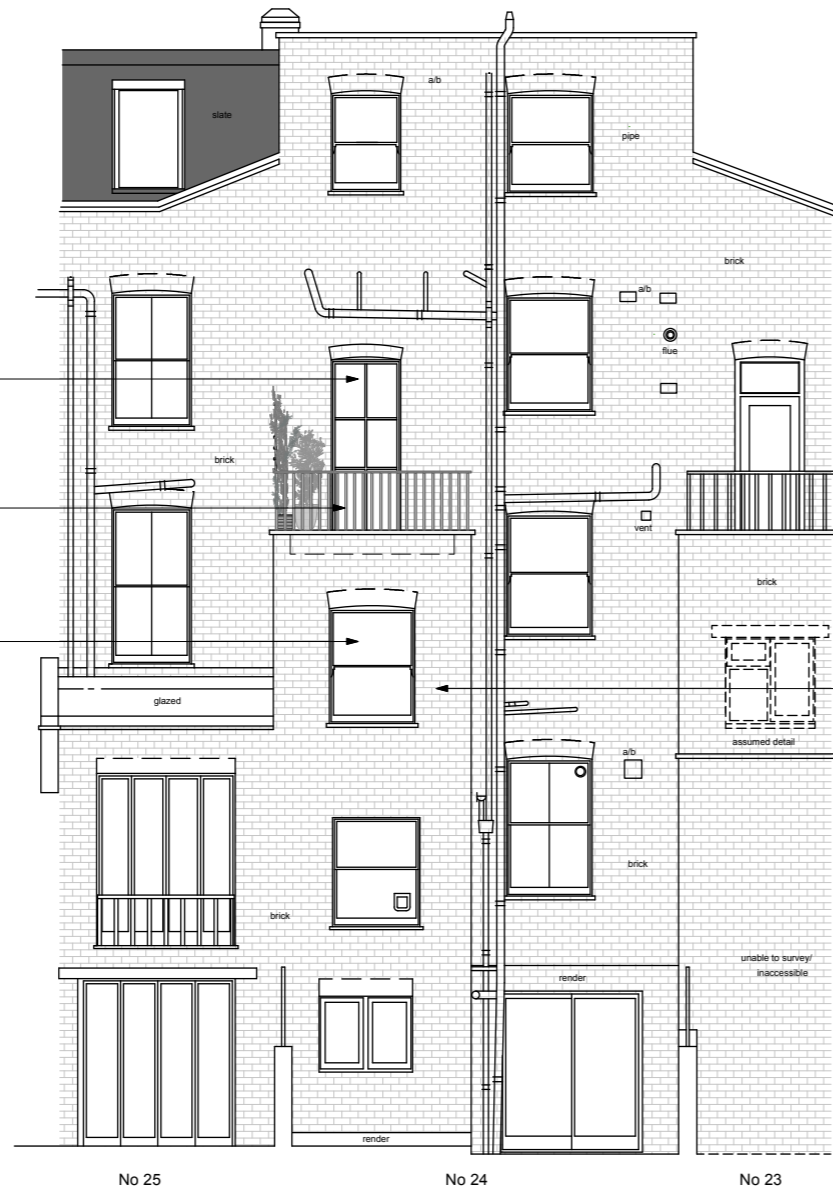 a/b
slate
pipe
brick
a/b
flue
brick
vent
brick
glazed
assumed detail
a/b
brick
brick
unable to survey/
inaccessible
render
render
No 25
No 24
No 23